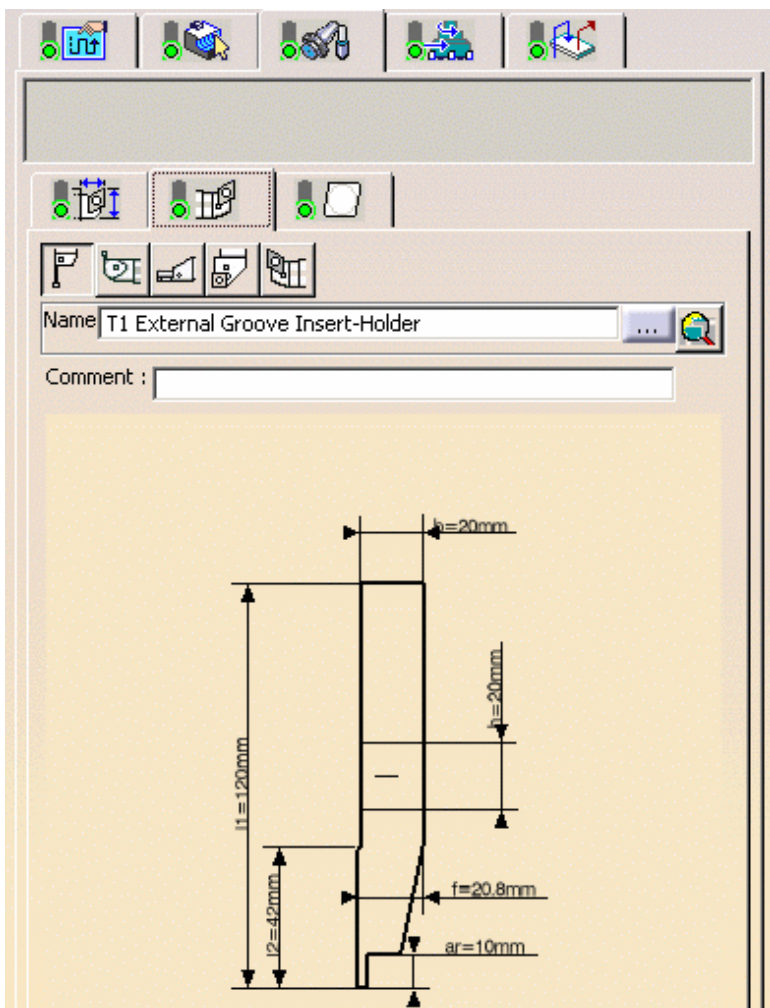 Name T1 External Groove Insert-Holder ...
Comment :
b=20mm
h=20mm
l1=120mm
l2=42mm
f=20.8mm
ar=10mm